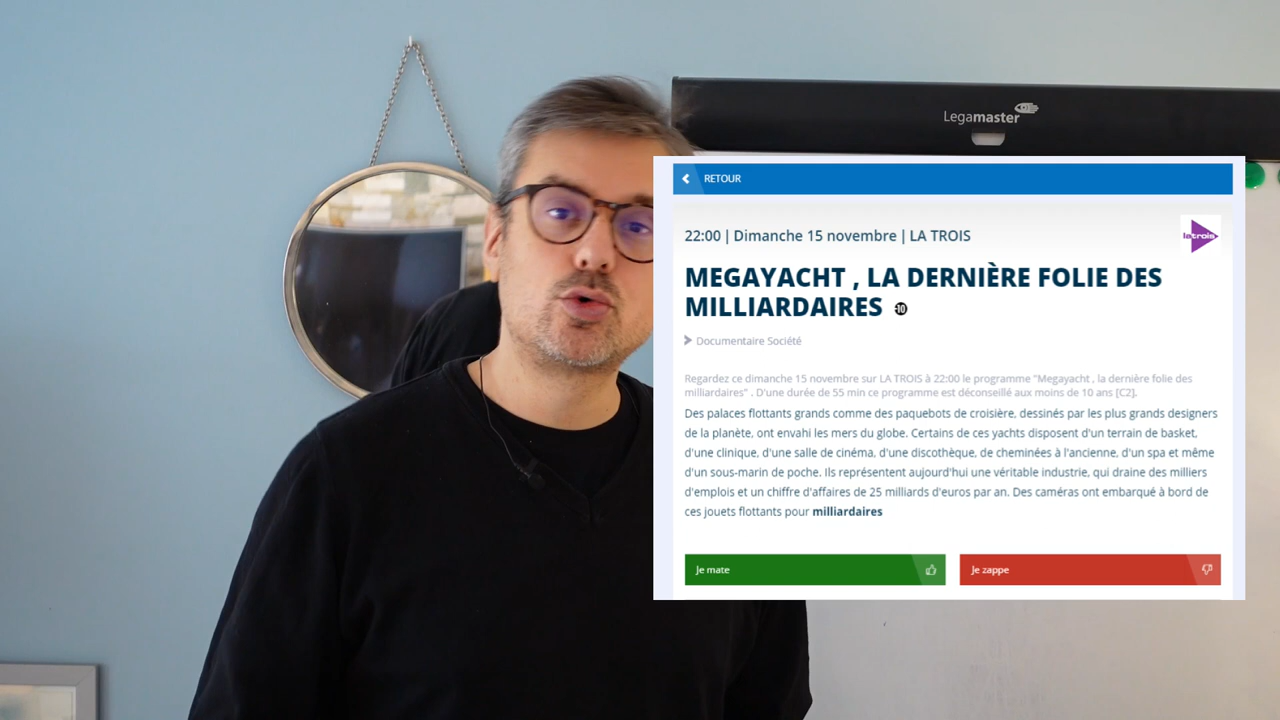 Legamaster
RETOUR
22:00 | Dimanche 15 novembre | LA TROIS
la trois
MEGAYACHT , LA DERNIÈRE FOLIE DES
MILLIARDAIRES -10
Documentaire Société
Regardez ce dimanche 15 novembre sur LA TROIS à 22:00 le programme "Megayacht , la dernière folie des
milliardaires" . D'une durée de 55 min ce programme est déconseillé aux moins de 10 ans [C2].
Des palaces flottants grands comme des paquebots de croisière, dessinés par les plus grands designers
de la planète, ont envahi les mers du globe. Certains de ces yachts disposent d'un terrain de basket,
d'une clinique, d'une salle de cinéma, d'une discothèque, de cheminées à l'ancienne, d'un spa et même
d'un sous-marin de poche. Ils représentent aujourd'hui une véritable industrie, qui draine des milliers
d'emplois et un chiffre d'affaires de 25 milliards d'euros par an. Des caméras ont embarqué à bord de
ces jouets flottants pour milliardaires
Je mate
Je zappe